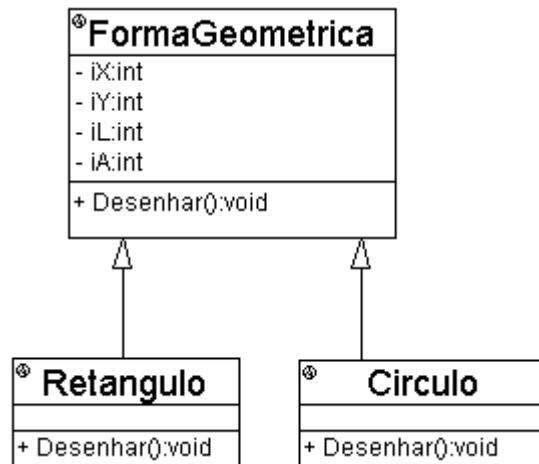 FormaGeometrica
- iX:int
- iY:int
- iL:int
- iA:int
+ Desenhar():void
Retangulo
+ Desenhar():void
Circulo
+ Desenhar():void